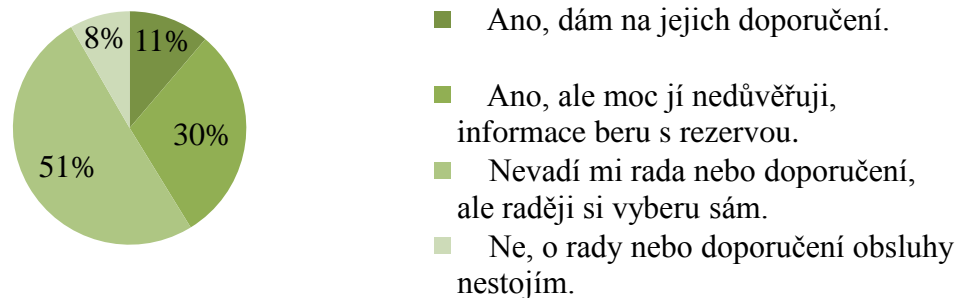 8%
11%
30%
51%
Ano, dám na jejich doporučení.
Ano, ale moc jí nedůvěřuji,
informace beru s rezervou.
Nevadí mi rada nebo doporučení,
ale raději si vyberu sám.
Ne, o rady nebo doporučení obsluhy
nestojím.